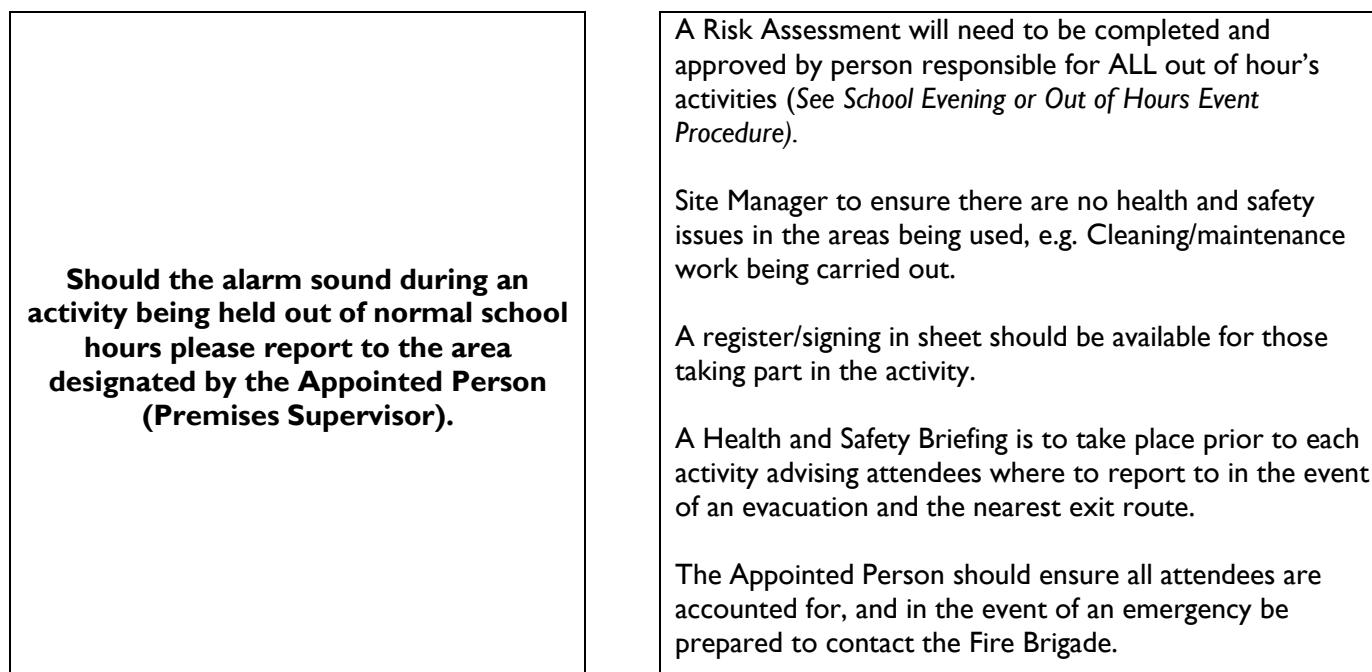 Should the alarm sound during an
activity being held out of normal school
hours please report to the area
designated by the Appointed Person
(Premises Supervisor).
A Risk Assessment will need to be completed and
approved by person responsible for ALL out of hour's
activities (See School Evening or Out of Hours Event
Procedure).
Site Manager to ensure there are no health and safety
issues in the areas being used, e.g. Cleaning/maintenance
work being carried out.
A register/signing in sheet should be available for those
taking part in the activity.
A Health and Safety Briefing is to take place prior to each
activity advising attendees where to report to in the event
of an evacuation and the nearest exit route.
The Appointed Person should ensure all attendees are
accounted for, and in the event of an emergency be
prepared to contact the Fire Brigade.